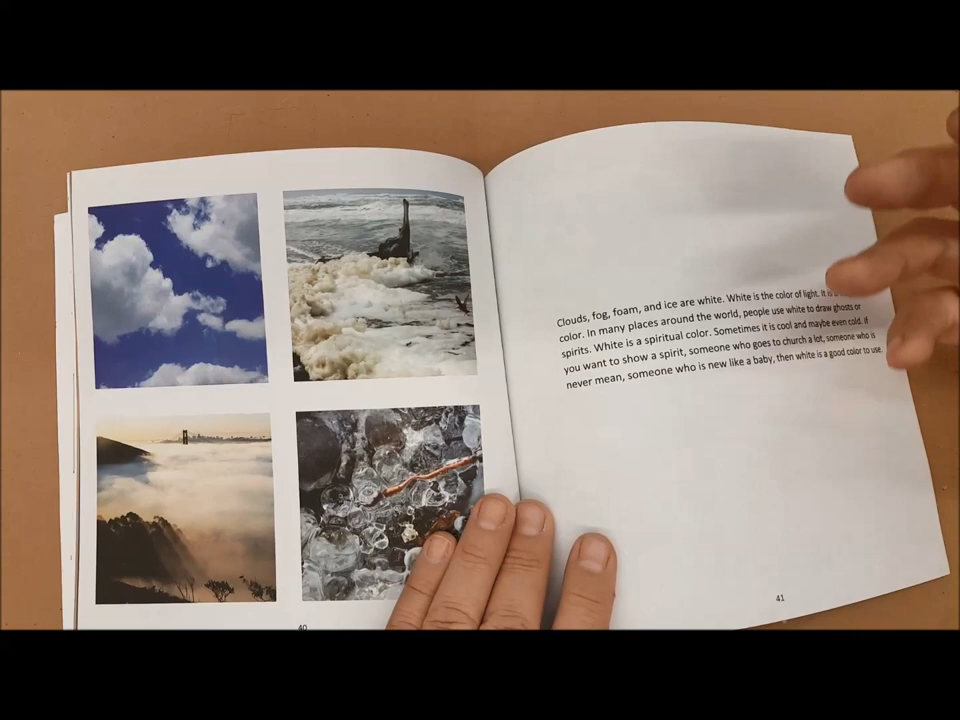 Clouds, fog, foam, and ice are white. White is the color of light. It is
color. In many places around the world, people use white to draw ghosts or
spirits. White is a spiritual color. Sometimes it is cool and maybe even cold. If
you want to show a spirit, someone who goes to church a lot, someone who is
never mean, someone who is new like a baby, then white is a good color to use.
40
41